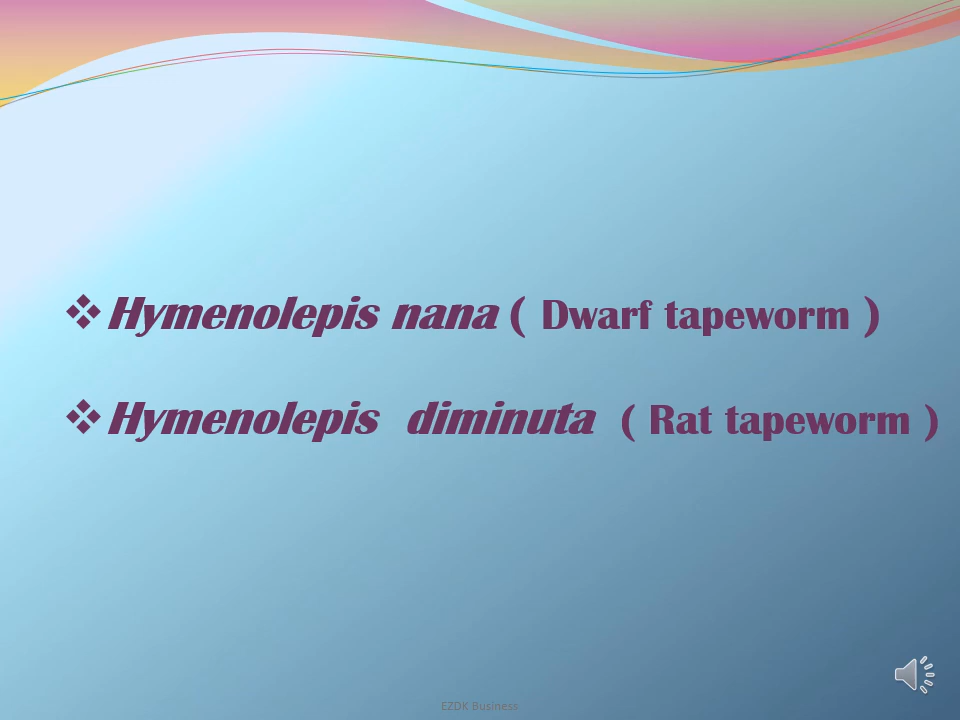 ❖Hymenolepis nana ( Dwarf tapeworm )
❖Hymenolepis diminuta ( Rat tapeworm )
EZDK Business